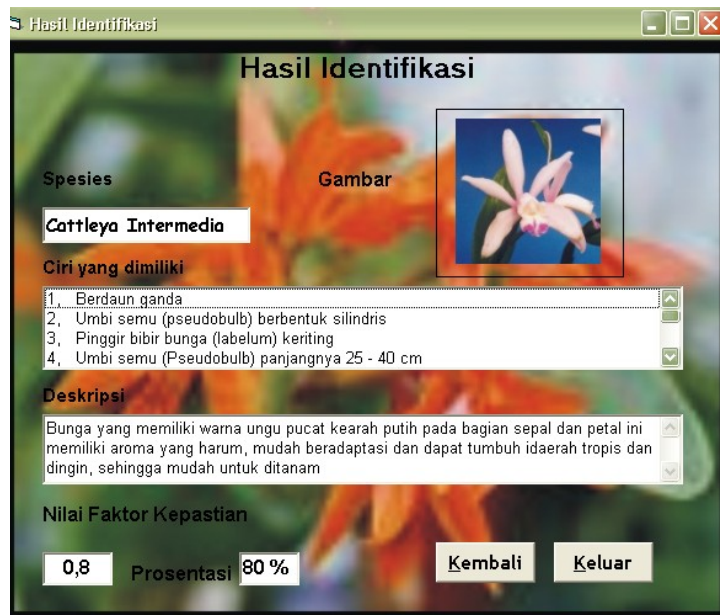 Hasil Identifikasi
Hasil Identifikasi
Spesies
Gambar
Cattleya Intermedia
Ciri yang dimiliki
1, Berdaun ganda
2, Umbi semu (pseudobulb) berbentuk silindris
3, Pinggir bibir bunga (labelum) keriting
4, Umbi semu (Pseudobulb) panjangnya 25 - 40 cm
Deskripsi
Bunga yang memiliki warna ungu pucat kearah putih pada bagian sepal dan petal ini
memiliki aroma yang harum, mudah beradaptasi dan dapat tumbuh idaerah tropis dan
dingin, sehingga mudah untuk ditanam
Nilai Faktor Kepastian
0,8 Prosentasi 80 % Kembali Keluar